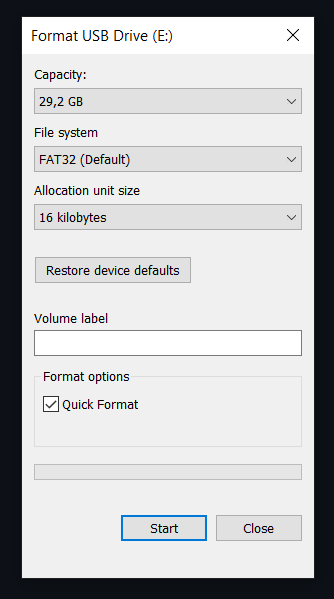 Format USB Drive (E:)
Capacity:
29,2 GB
File system
FAT32 (Default)
Allocation unit size
16 kilobytes
Restore device defaults
Volume label
Format options
Quick Format
Start Close